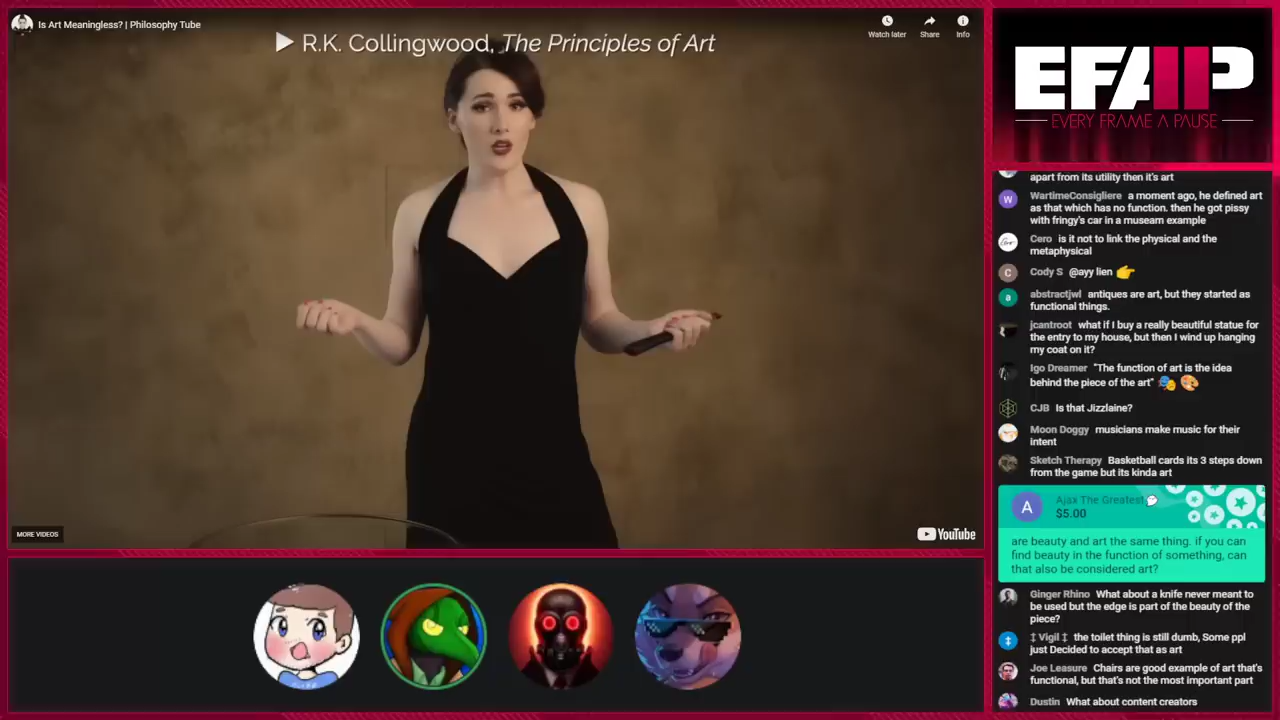 Is Art Meaningless? | Philosophy Tube
▶ R.K. Collingwood, The Principles of Art
Watch later
Share
Info
MORE VIDEOS
YouTube
EFAP
EVERY FRAME A PAUSE
apart from its utility then it's art
WartimeConsigliere a moment ago, he defined art
as that which has no function. then he got pissy
with fringy's car in a musearn example
Cero is it not to link the physical and the
metaphysical
Cody S @ayy lien 👉
abstractjwl antiques are art, but they started as
functional things.
jcantroot what if I buy a really beautiful statue for
the entry to my house, but then I wind up hanging
my coat on it?
Igo Dreamer "The function of art is the idea
behind the piece of the art" 🎭 🎨
CJB Is that Jizzlaine?
Moon Doggy musicians make music for their
intent
Sketch Therapy Basketball cards its 3 steps down
from the game but its kinda art
A
Ajax The Greatest
$5.00
are beauty and art the same thing. if you can
find beauty in the function of something, can
that also be considered art?
Ginger Rhino What about a knife never meant to
be used but the edge is part of the beauty of the
piece?
‡ Vigil ‡ the toilet thing is still dumb, Some ppl
just Decided to accept that as art
Joe Leasure Chairs are good example of art that's
functional, but that's not the most important part
Dustin What about content creators